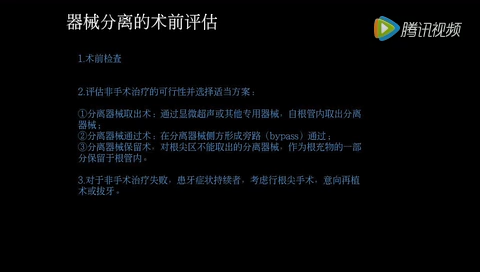 器械分离的术前评估
腾讯视频
1.术前检查
2.评估非手术治疗的可行性并选择适当方案：
①分离器械取出术：通过显微超声或其他专用器械，自根管内取出分离
器械；
②分离器械通过术：在分离器械侧方形成旁路（bypass）通过；
③分离器械保留术，对根尖区不能取出的分离器械，作为根充物的一部
分保留于根管内。
3.对于非手术治疗失败，患牙症状持续者，考虑行根尖手术，意向再植
术或拔牙。